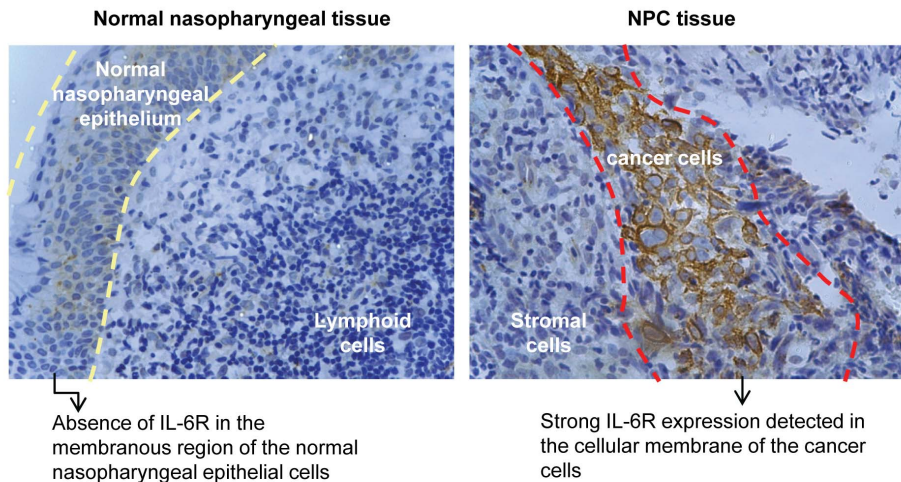 Normal nasopharyngeal tissue
Normal
nasopharyngeal
epithelium
Lymphoid
cells
Absence of IL-6R in the
membranous region of the normal
nasopharyngeal epithelial cells
NPC tissue
cancer cells
Stromal
cells
Strong IL-6R expression detected in
the cellular membrane of the cancer
cells